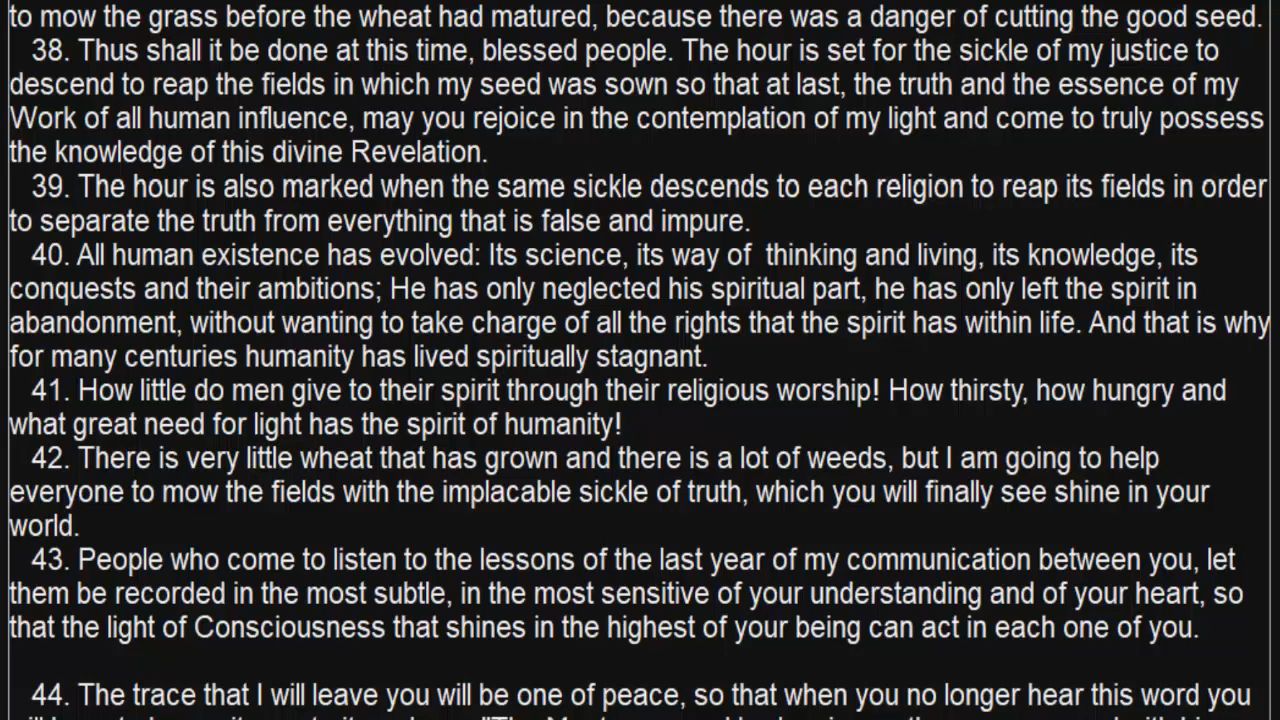 to mow the grass before the wheat had matured, because there was a danger of cutting the good seed.
38. Thus shall it be done at this time, blessed people. The hour is set for the sickle of my justice to
descend to reap the fields in which my seed was sown so that at last, the truth and the essence of my
Work of all human influence, may you rejoice in the contemplation of my light and come to truly possess
the knowledge of this divine Revelation.
39. The hour is also marked when the same sickle descends to each religion to reap its fields in order
to separate the truth from everything that is false and impure.
40. All human existence has evolved: Its science, its way of  thinking and living, its knowledge, its
conquests and their ambitions; He has only neglected his spiritual part, he has only left the spirit in
abandonment, without wanting to take charge of all the rights that the spirit has within life. And that is why
for many centuries humanity has lived spiritually stagnant.
41. How little do men give to their spirit through their religious worship! How thirsty, how hungry and
what great need for light has the spirit of humanity!
42. There is very little wheat that has grown and there is a lot of weeds, but I am going to help
everyone to mow the fields with the implacable sickle of truth, which you will finally see shine in your
world.
43. People who come to listen to the lessons of the last year of my communication between you, let
them be recorded in the most subtle, in the most sensitive of your understanding and of your heart, so
that the light of Consciousness that shines in the highest of your being can act in each one of you.
44. The trace that I will leave you will be one of peace, so that when you no longer hear this word you